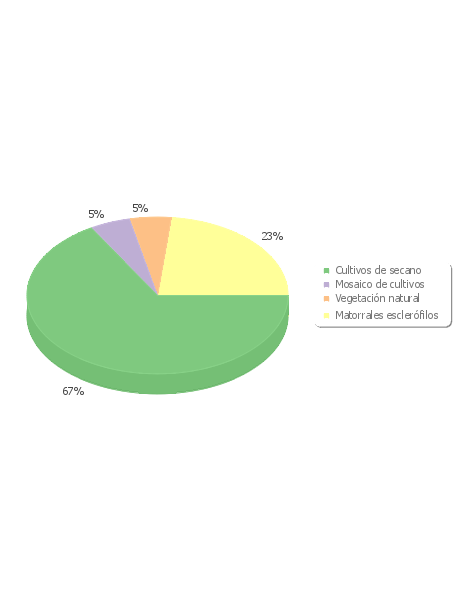 5%
5%
23%
67%
Cultivos de secano
Mosaico de cultivos
Vegetación natural
Matorrales esclerófilos